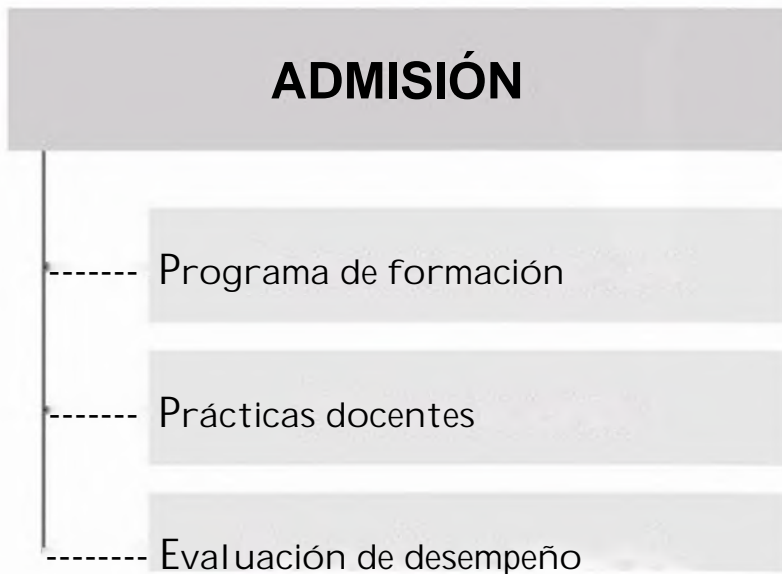 ADMISIÓN
Programa de formación
Prácticas docentes
Evaluación de desempeño